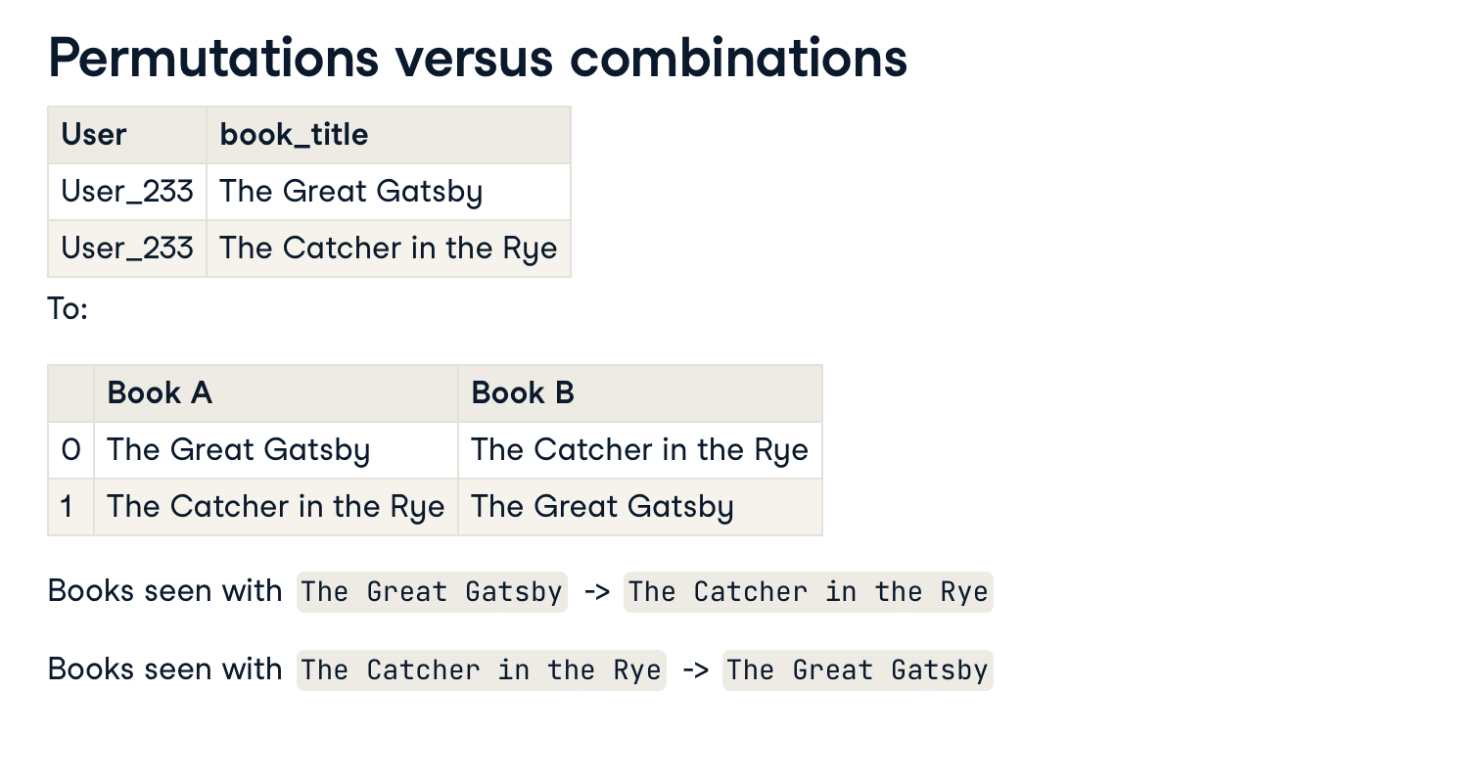 Permutations versus combinations
User book_title
User_233 The Great Gatsby
User_233 The Catcher in the Rye
To:
Book A Book B
0 The Great Gatsby The Catcher in the Rye
1 The Catcher in the Rye The Great Gatsby
Books seen with The Great Gatsby -> The Catcher in the Rye
Books seen with The Catcher in the Rye -> The Great Gatsby